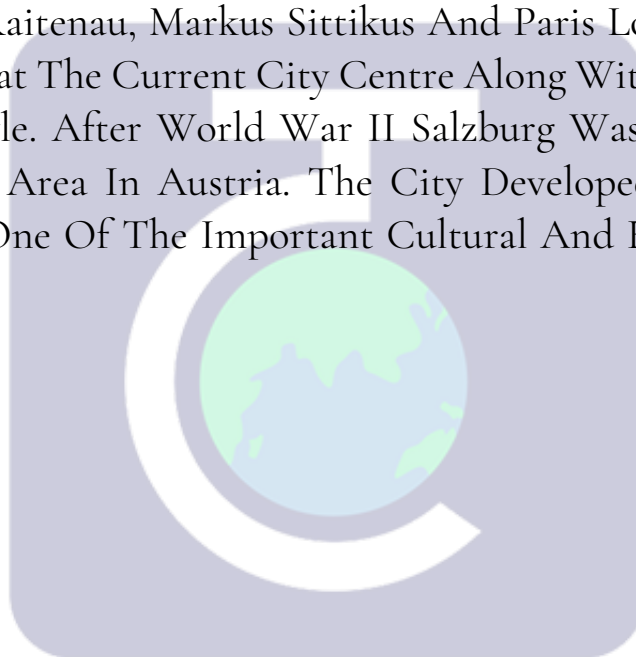 Raitenau, Markus Sittikus And Paris
at The Current City Centre Along
After World War II Salzburg Was
Area In Austria. The City
One Of The Important Cultural And